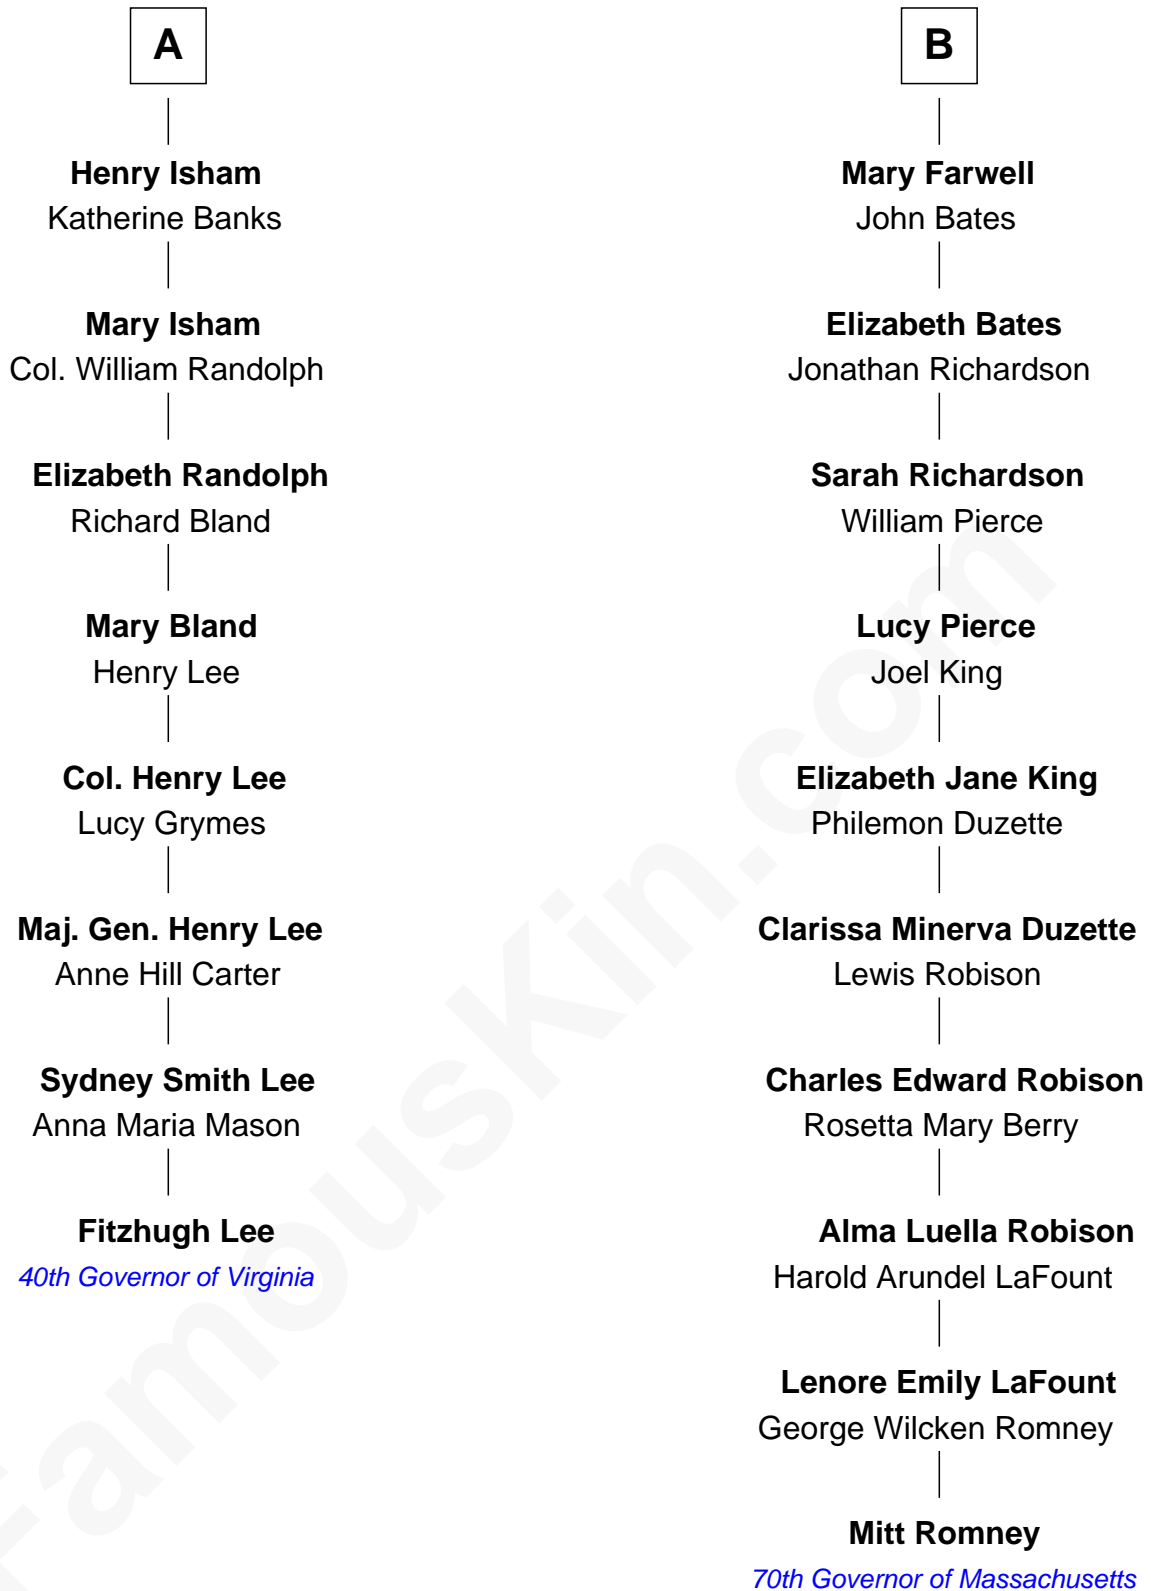 A
Henry Isham
Katherine Banks
Mary Isham
Col. William Randolph
Elizabeth Randolph
Richard Bland
Mary Bland
Henry Lee
Col. Henry Lee
Lucy Grymes
Maj. Gen. Henry Lee
Anne Hill Carter
Sydney Smith Lee
Anna Maria Mason
Fitzhugh Lee
40th Governor of Virginia
B
Mary Farwell
John Bates
Elizabeth Bates
Jonathan Richardson
Sarah Richardson
William Pierce
Lucy Pierce
Joel King
Elizabeth Jane King
Philemon Duzette
Clarissa Minerva Duzette
Lewis Robison
Charles Edward Robison
Rosetta Mary Berry
Alma Luella Robison
Harold Arundel LaFount
Lenore Emily LaFount
George Wilcken Romney
Mitt Romney
70th Governor of Massachusetts
FamousKin.com